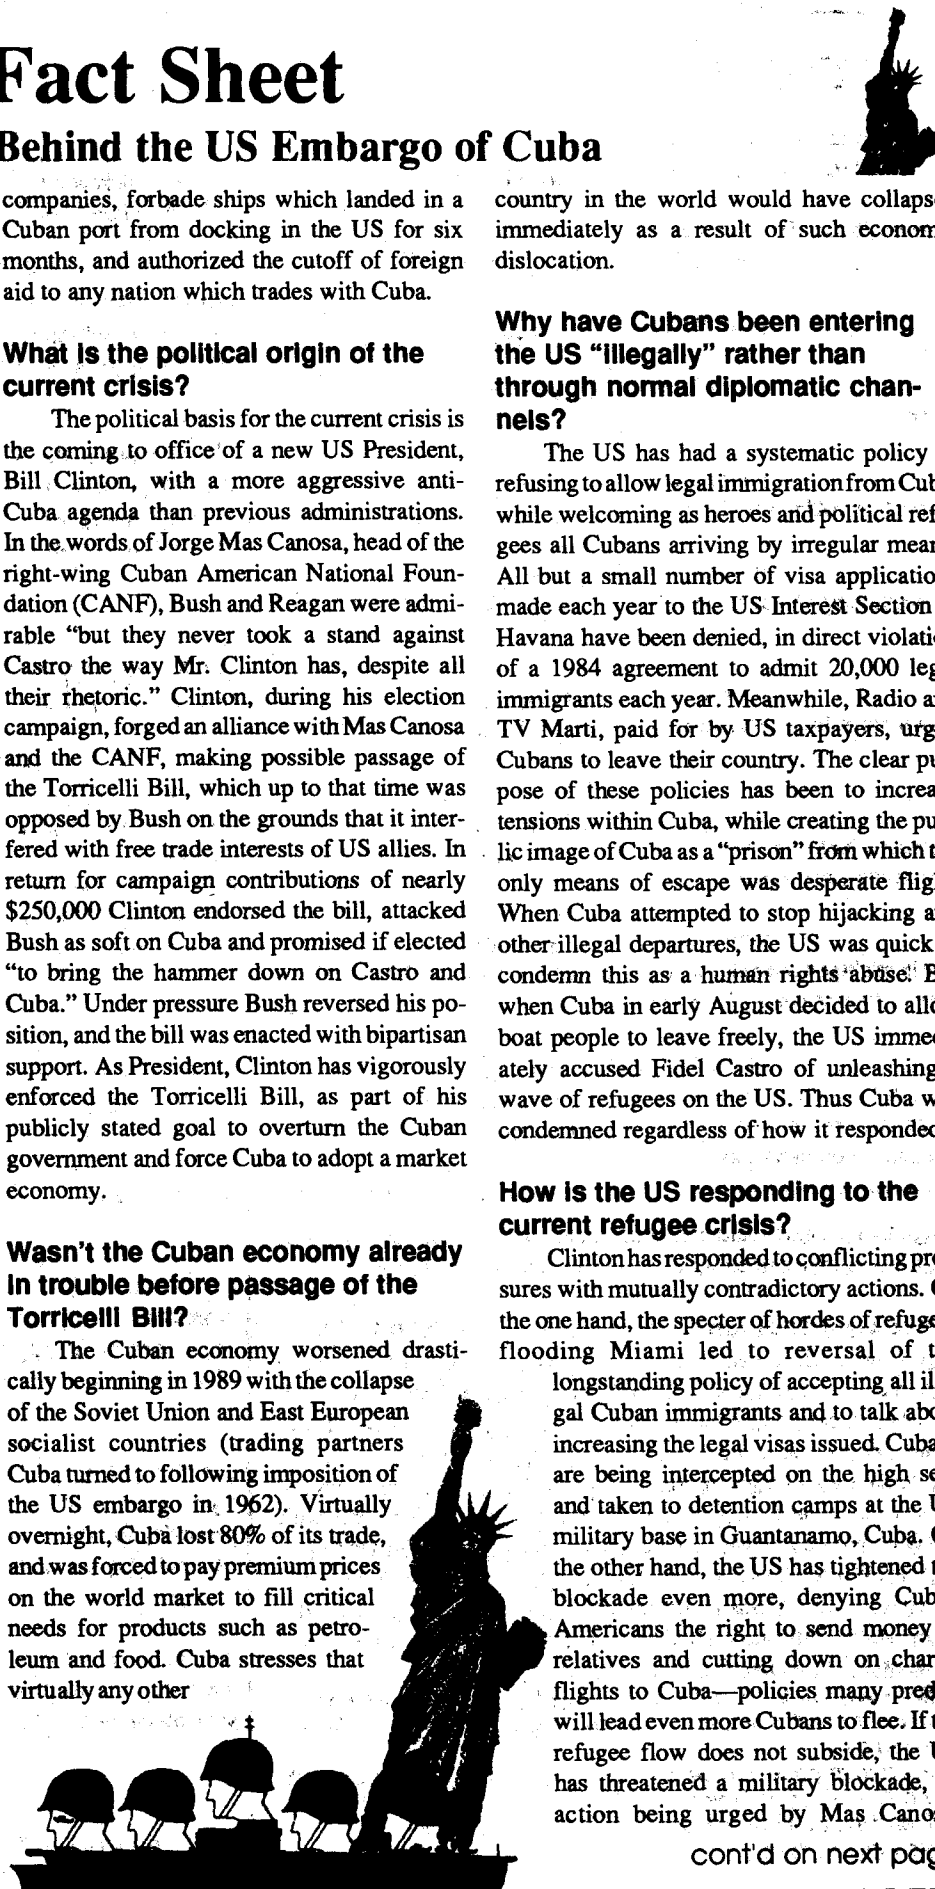 Fact Sheet
Behind the US Embargo of Cuba
companies, forbade ships which landed in a
Cuban port from docking in the US for six
months, and authorized the cutoff of foreign
aid to any nation which trades with Cuba.
What is the political origin of the
current crisis?
The political basis for the current crisis is
the coming to office of a new US President,
Bill Clinton, with a more aggressive anti-
Cuba agenda than previous administrations.
In the words of Jorge Mas Canosa, head of the
right-wing Cuban American National Foun-
dation (CANF), Bush and Reagan were admi-
rable “but they never took a stand against
Castro the way Mr. Clinton has, despite all
their rhetoric.” Clinton, during his election
campaign, forged an alliance with Mas Canosa
and the CANF, making possible passage of
the Torricelli Bill, which up to that time was
opposed by Bush on the grounds that it inter-
fered with free trade interests of US allies. In
return for campaign contributions of nearly
$250,000 Clinton endorsed the bill, attacked
Bush as soft on Cuba and promised if elected
“to bring the hammer down on Castro and
Cuba.” Under pressure Bush reversed his po-
sition, and the bill was enacted with bipartisan
support. As President, Clinton has vigorously
enforced the Torricelli Bill, as part of his
publicly stated goal to overturn the Cuban
government and force Cuba to adopt a market
economy.
Wasn't the Cuban economy already
in trouble before passage of the
Torricelli Bill?
The Cuban economy worsened drasti-
cally beginning in 1989 with the collapse
of the Soviet Union and East European
socialist countries (trading partners
Cuba turned to following imposition of
the US embargo in 1962). Virtually
overnight, Cuba lost 80% of its trade,
and was forced to pay premium prices
on the world market to fill critical
needs for products such as petro-
leum and food. Cuba stresses that
virtually any other
country in the world would have collaps
immediately as a result of such econom
dislocation.
Why have Cubans been entering
the US “illegally” rather than
through normal diplomatic chan-
nels?
The US has had a systematic policy
refusing to allow legal immigration from Cub
while welcoming as heroes and political ref
gees all Cubans arriving by irregular mean
All but a small number of visa applicatio
made each year to the US Interest Section
Havana have been denied, in direct violati
of a 1984 agreement to admit 20,000 leg
immigrants each year. Meanwhile, Radio a
TV Marti, paid for by US taxpayers, urg
Cubans to leave their country. The clear pu
pose of these policies has been to increa
tensions within Cuba, while creating the pu
lic image of Cuba as a “prison” from which t
only means of escape was desperate flig
When Cuba attempted to stop hijacking a
other illegal departures, the US was quick
condemn this as a human rights abuse. B
when Cuba in early August decided to allo
boat people to leave freely, the US immed
ately accused Fidel Castro of unleashing
wave of refugees on the US. Thus Cuba w
condemned regardless of how it responded
How is the US responding to the
current refugee crisis?
Clinton has responded to conflicting pre
sures with mutually contradictory actions. O
the one hand, the specter of hordes of refuge
flooding Miami led to reversal of t
longstanding policy of accepting all il
gal Cuban immigrants and to talk abo
increasing the legal visas issued. Cuba
are being intercepted on the high se
and taken to detention camps at the U
military base in Guantanamo, Cuba. O
the other hand, the US has tightened t
blockade even more, denying Cub
Americans the right to send money
relatives and cutting down on char
flights to Cuba—policies many pred
will lead even more Cubans to flee. If t
refugee flow does not subside, the U
has threatened a military blockade,
action being urged by Mas Cano
cont'd on next pag